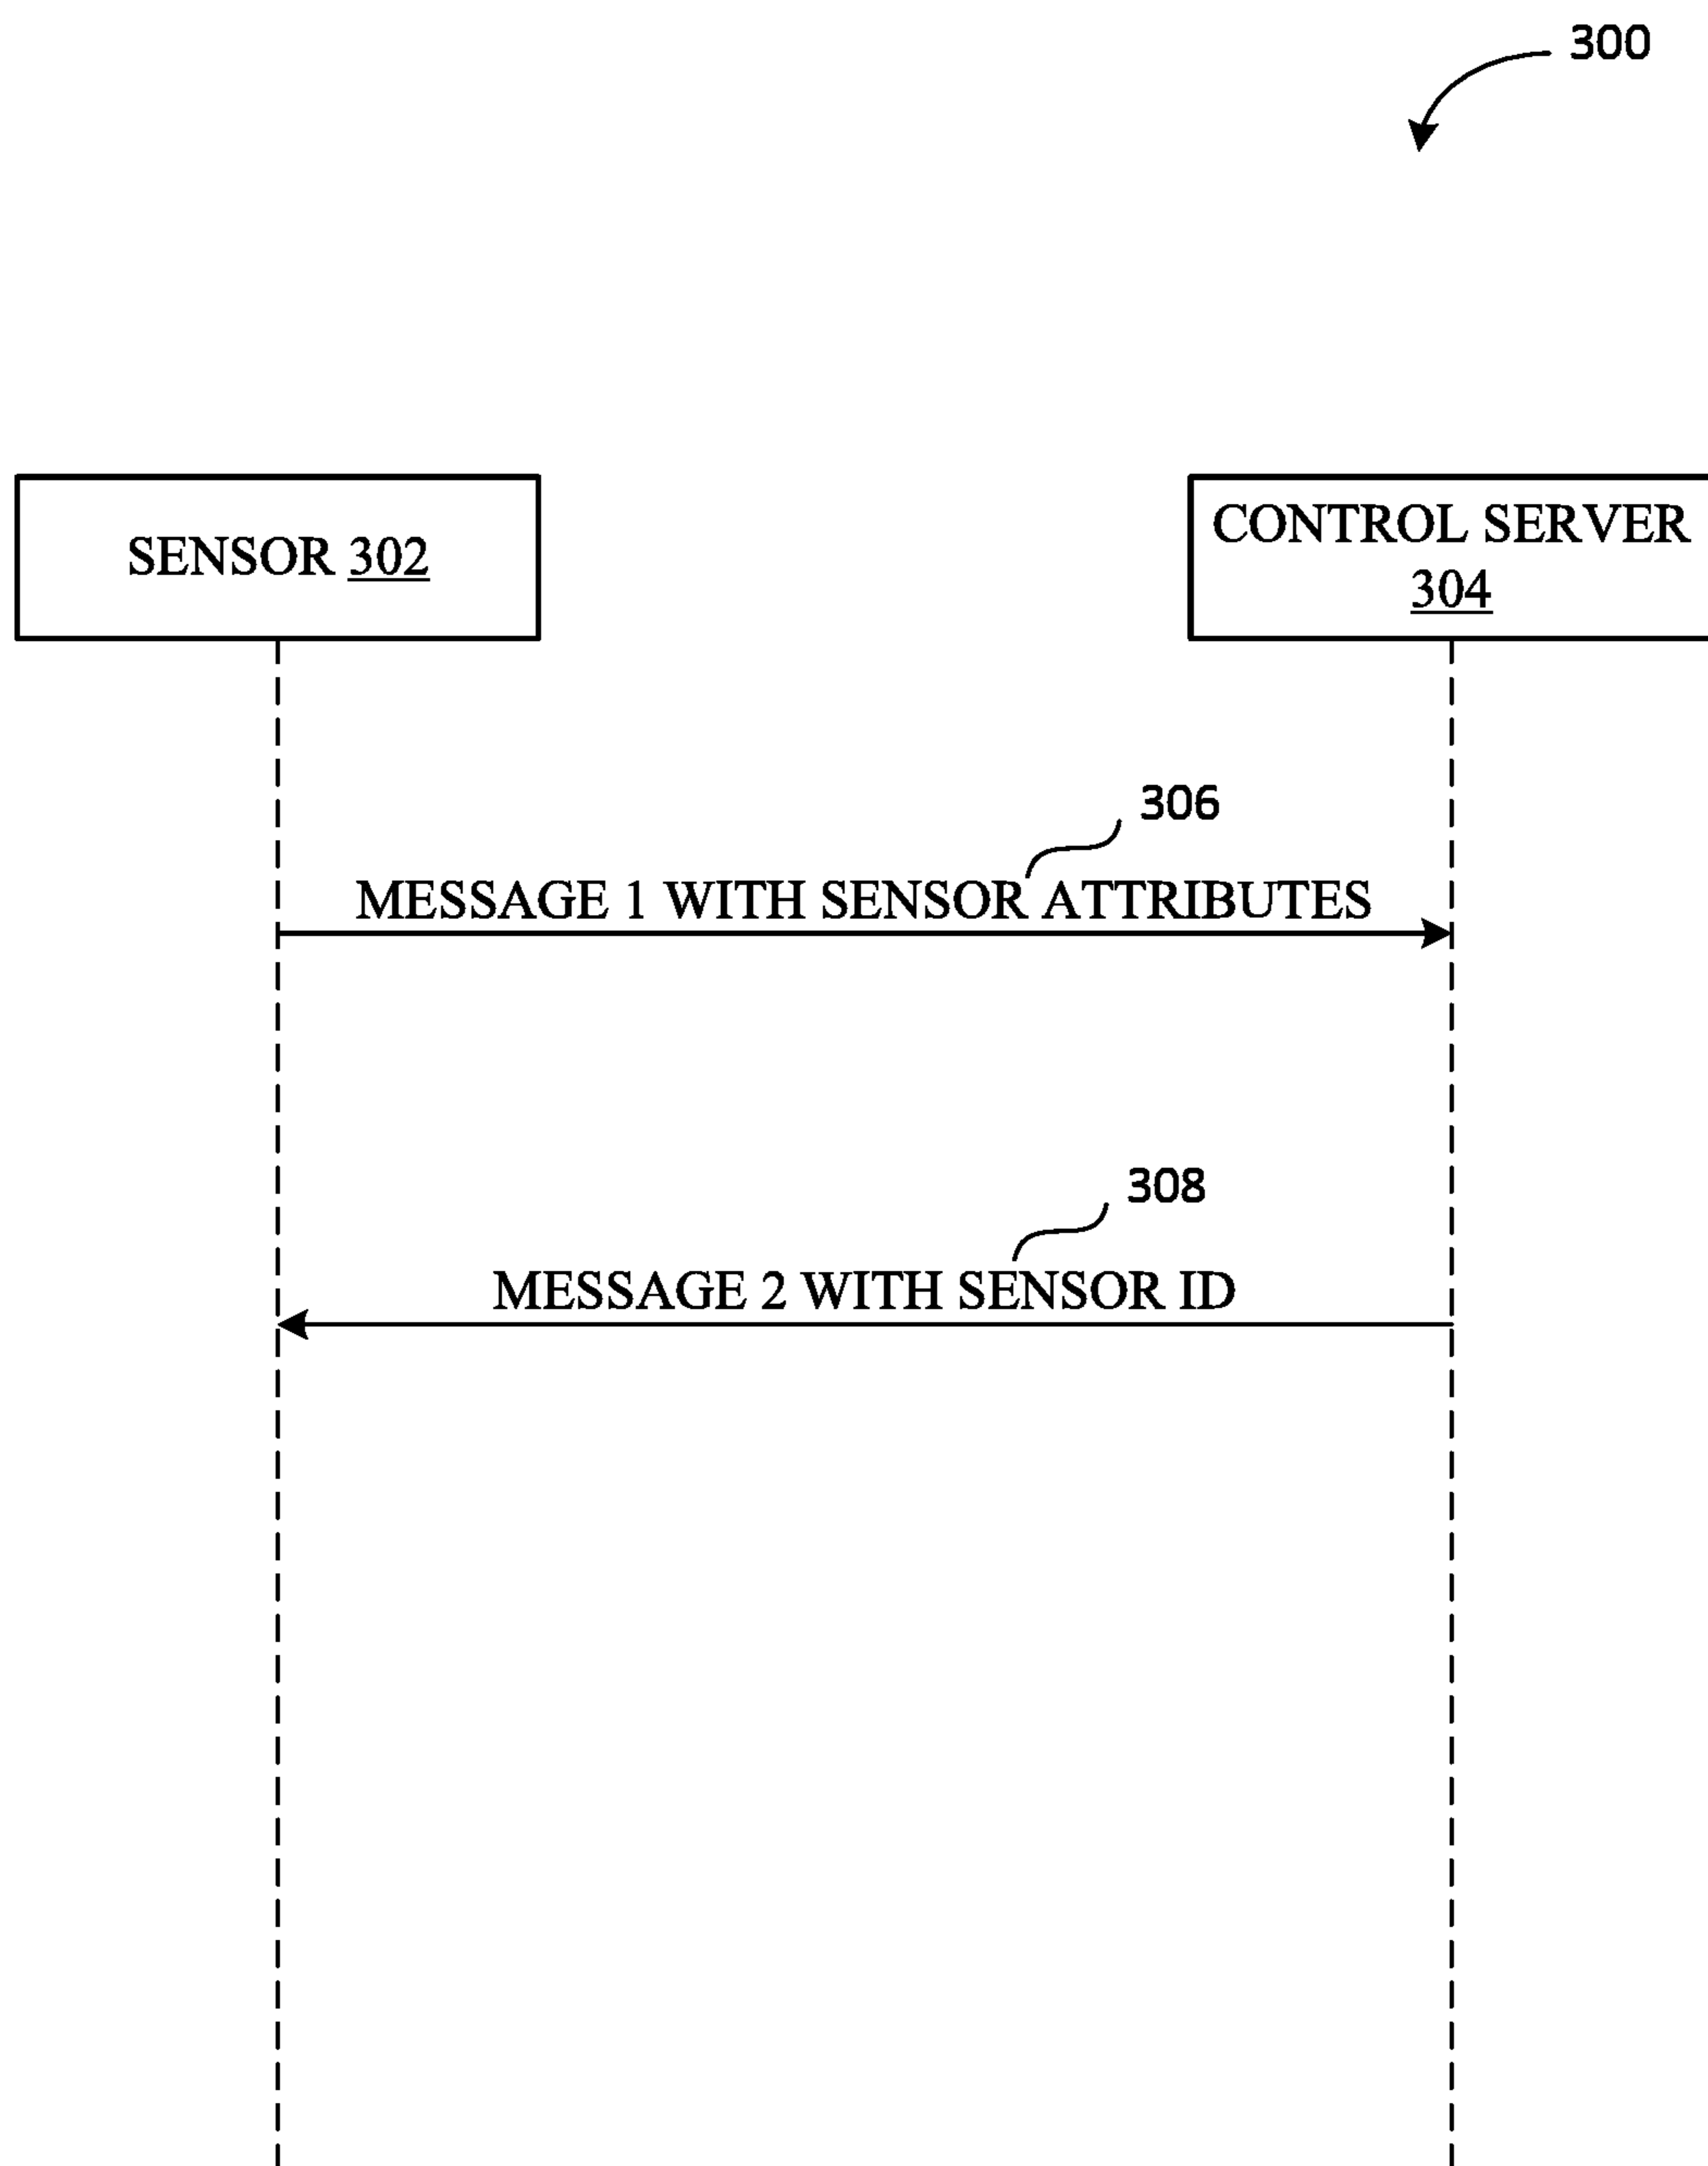 300
SENSOR 302
CONTROL SERVER
304
306
MESSAGE 1 WITH SENSOR ATTRIBUTES
308
MESSAGE 2 WITH SENSOR ID